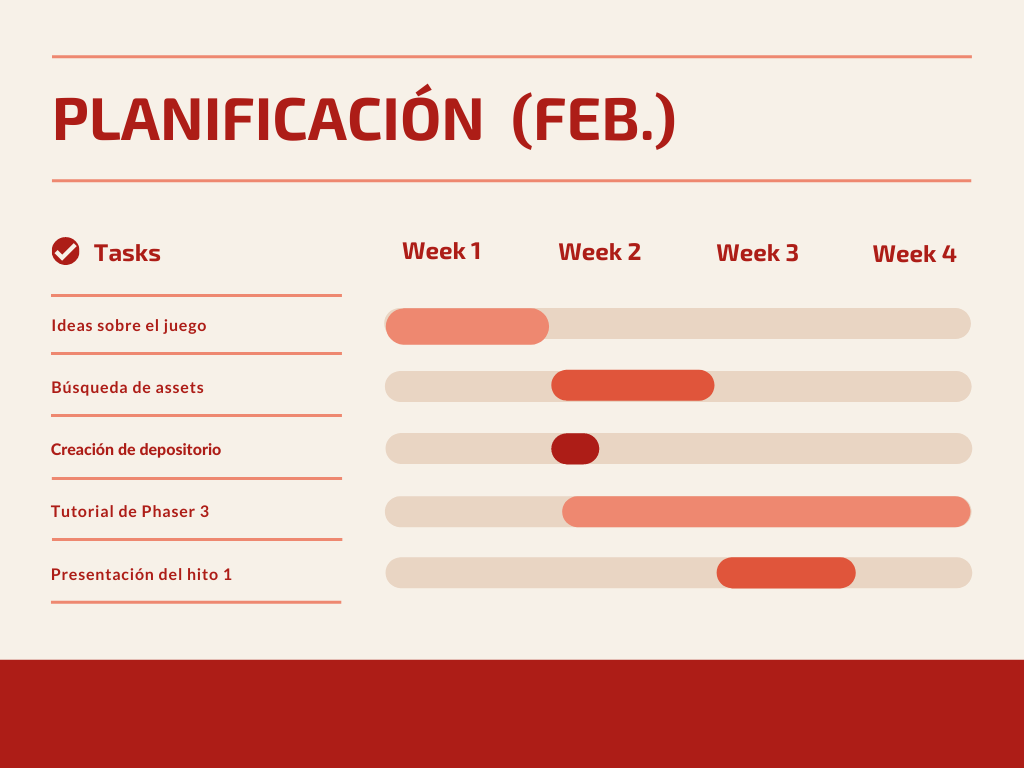 PLANIFICACIÓN (FEB.)
Tasks Week 1 Week 2 Week 3 Week 4
Ideas sobre el juego
Búsqueda de assets
Creación de depositorio
Tutorial de Phaser 3
Presentación del hito 1